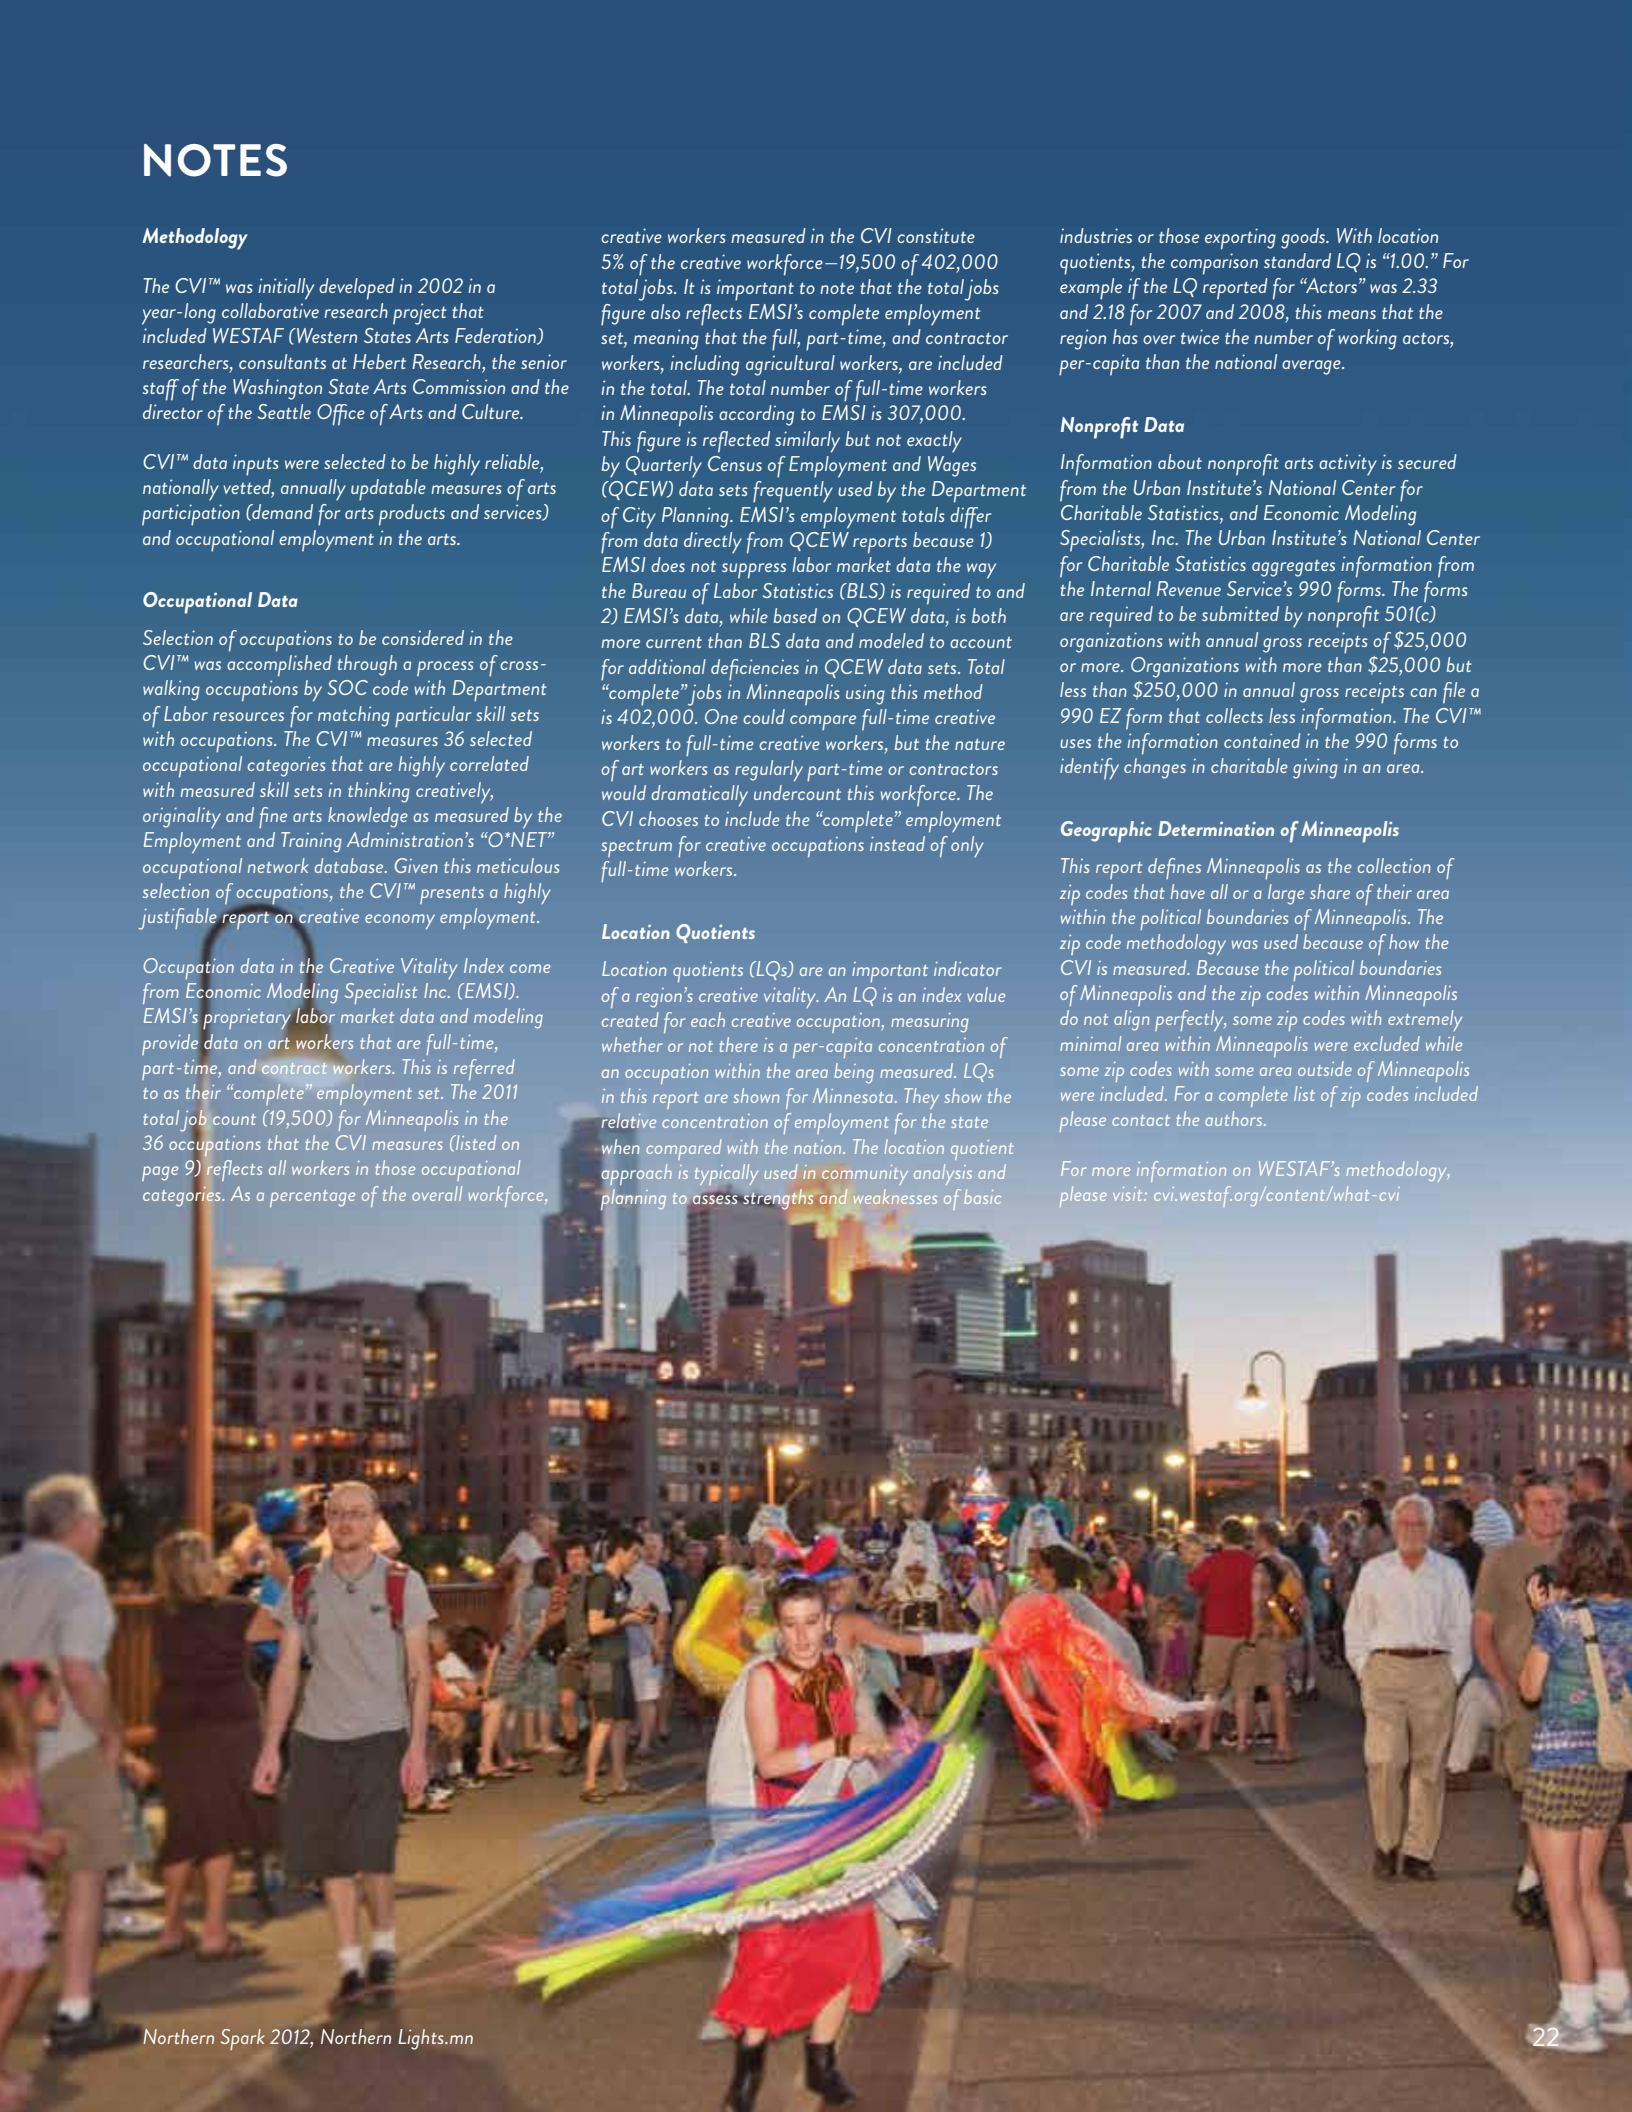 NOTES
Methodology
The CVI™ was initially developed in 2002 in a
year-long collaborative research project that
included WESTAF (Western States Arts Federation)
researchers, consultants at Hebert Research, the senior
staff of the Washington State Arts Commission and the
director of the Seattle Office of Arts and Culture.
CVI™ data inputs were selected to be highly reliable,
nationally vetted, annually updatable measures of arts
participation (demand for arts products and services)
and occupational employment in the arts.
Occupational Data
Selection of occupations to be considered in the
CVI™ was accomplished through a process of cross-
walking occupations by SOC code with Department
of Labor resources for matching particular skill sets
with occupations. The CVI™ measures 36 selected
occupational categories that are highly correlated
with measured skill sets in thinking creatively,
originality and fine arts knowledge as measured by the
Employment and Training Administration's “O*NET”
occupational network database. Given this meticulous
selection of occupations, the CVI™ presents a highly
justifiable report on creative economy employment.
Occupation data in the Creative Vitality Index come
from Economic Modeling Specialist Inc. (EMSI).
EMSI's proprietary labor market data and modeling
provide data on art workers that are full-time,
part-time, and contract workers. This is referred
to as their “complete” employment set. The 2011
total job count (19,500) for Minneapolis in the
36 occupations that the CVI measures (listed on
page 9) reflects all workers in those occupational
categories. As a percentage of the overall workforce,
creative workers measured in the CVI constitute
5% of the creative workforce—19,500 of 402,000
total jobs. It is important to note that the total jobs
figure also reflects EMSI's complete employment
set, meaning that the full, part-time, and contractor
workers, including agricultural workers, are included
in the total. The total number of full-time workers
in Minneapolis according to EMSI is 307,000.
This figure is reflected similarly but not exactly
by Quarterly Census of Employment and Wages
(QCEW) data sets frequently used by the Department
of City Planning. EMSI's employment totals differ
from data directly from QCEW reports because 1)
EMSI does not suppress labor market data the way
the Bureau of Labor Statistics (BLS) is required to and
2) EMSI's data, while based on QCEW data, is both
more current than BLS data and modeled to account
for additional deficiencies in QCEW data sets. Total
“complete” jobs in Minneapolis using this method
is 402,000. One could compare full-time creative
workers to full-time creative workers, but the nature
of art workers as regularly part-time or contractors
would dramatically undercount this workforce. The
CVI chooses to include the “complete” employment
spectrum for creative occupations instead of only
full-time workers.
Location Quotients
Location quotients (LQs) are an important indicator
of a region's creative vitality. An LQ is an index value
created for each creative occupation, measuring
whether or not there is a per-capita concentration of
an occupation within the area being measured. LQs
in this report are shown for Minnesota. They show the
relative concentration of employment for the state
when compared with the nation. The location quotient
approach is typically used in community analysis and
planning to assess strengths and weaknesses of basic
industries or those exporting goods. With location
quotients, the comparison standard LQ is “1.00.” For
example if the LQ reported for “Actors” was 2.33
and 2.18 for 2007 and 2008, this means that the
region has over twice the number of working actors,
per-capita than the national average.
Nonprofit Data
Information about nonprofit arts activity is secured
from the Urban Institute's National Center for
Charitable Statistics, and Economic Modeling
Specialists, Inc. The Urban Institute's National Center
for Charitable Statistics aggregates information from
the Internal Revenue Service's 990 forms. The forms
are required to be submitted by nonprofit 501(c)
organizations with annual gross receipts of $25,000
or more. Organizations with more than $25,000 but
less than $250,000 in annual gross receipts can file a
990 EZ form that collects less information. The CVI™
uses the information contained in the 990 forms to
identify changes in charitable giving in an area.
Geographic Determination of Minneapolis
This report defines Minneapolis as the collection of
zip codes that have all or a large share of their area
within the political boundaries of Minneapolis. The
zip code methodology was used because of how the
CVI is measured. Because the political boundaries
of Minneapolis and the zip codes within Minneapolis
do not align perfectly, some zip codes with extremely
minimal area within Minneapolis were excluded while
some zip codes with some area outside of Minneapolis
were included. For a complete list of zip codes included
please contact the authors.
For more information on WESTAF's methodology,
please visit: cvi.westaf.org/content/what-cvi
Northern Spark 2012, Northern Lights.mn
22